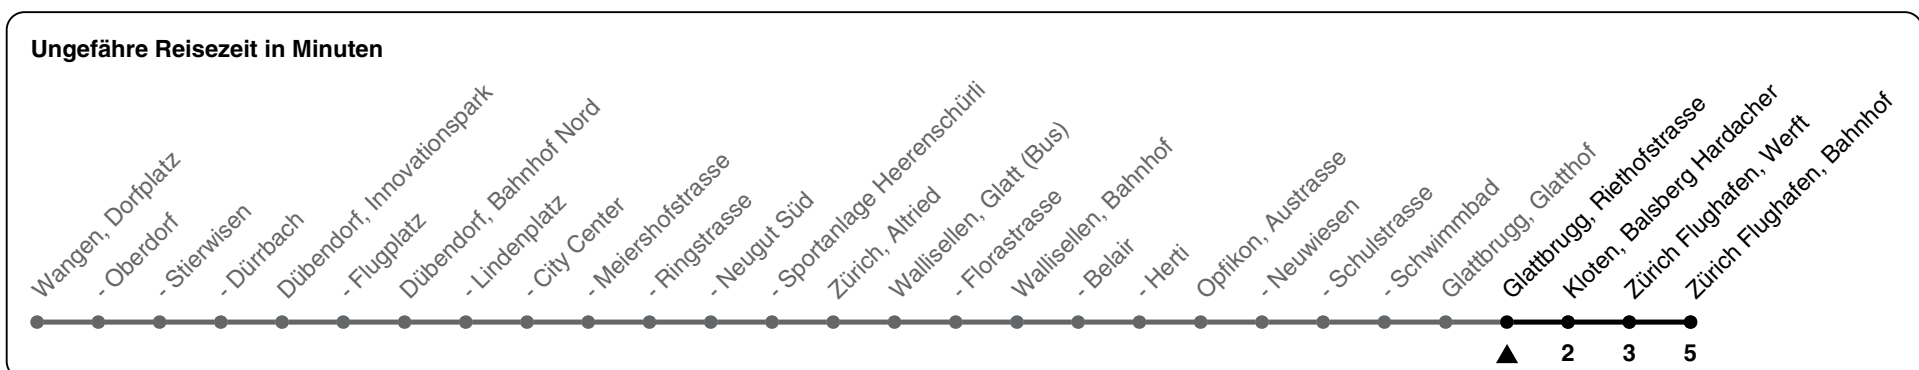 Ungefähre Reisezeit in Minuten
Wangen, Dorfplatz
- Oberdorf
- Stierwisen
- Dürrbach
Dübendorf, Innovationspark
- Flugplatz
Dübendorf, Bahnhof Nord
- Lindenplatz
- City Center
- Meiershofstrasse
- Ringstrasse
- Neugut Süd
- Sportanlage Heerenschürli
Zürich, Altried
Wallisellen, Glatt (Bus)
- Florastrasse
Wallisellen, Bahnhof
- Belair
- Herti
Opfikon, Austrasse
- Neuwiesen
- Schulstrasse
- Schwimmbad
Glattbrugg, Glatthof
Glattbrugg, Riethofstrasse
Kloten, Balsberg Hardacher
Zürich Flughafen, Werft
Zürich Flughafen, Bahnhof
2 3 5